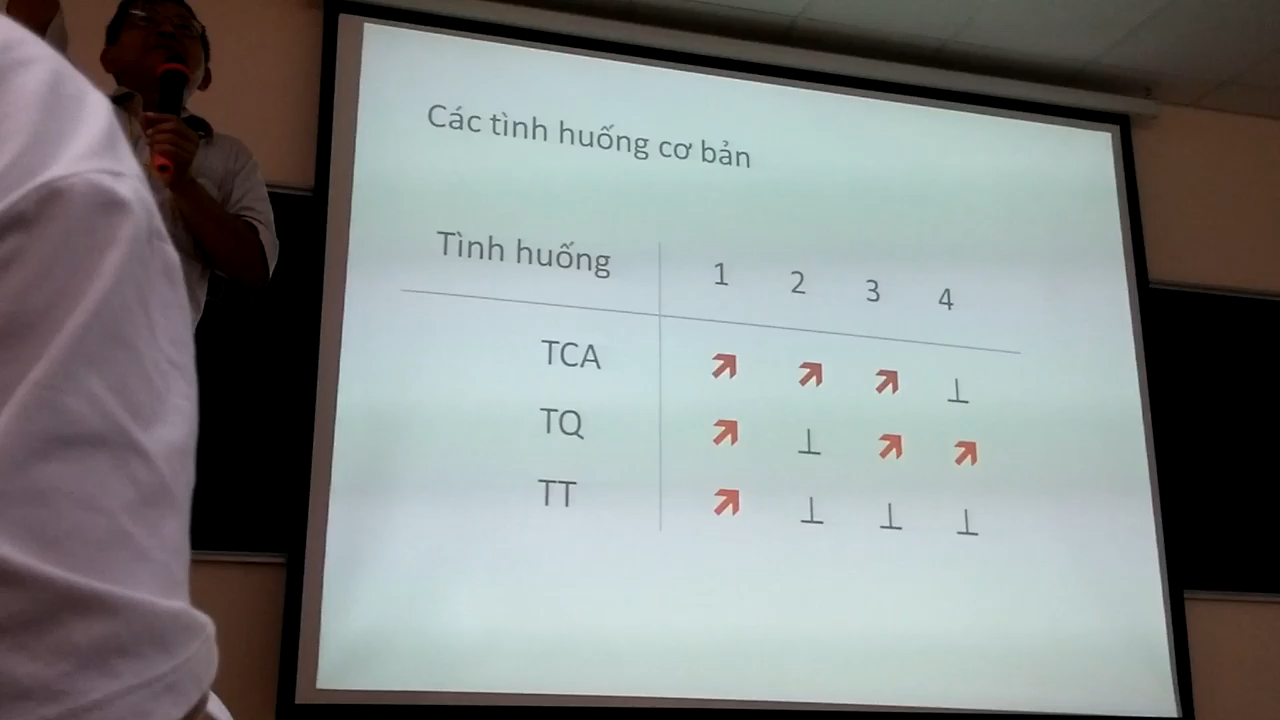 Các tình huống cơ bản
Tình huống 1 2 3 4
TCA ↗ ↗ ↗ ⊥
TQ ↗ ⊥ ↗ ↗
TT ↗ ⊥ ⊥ ⊥